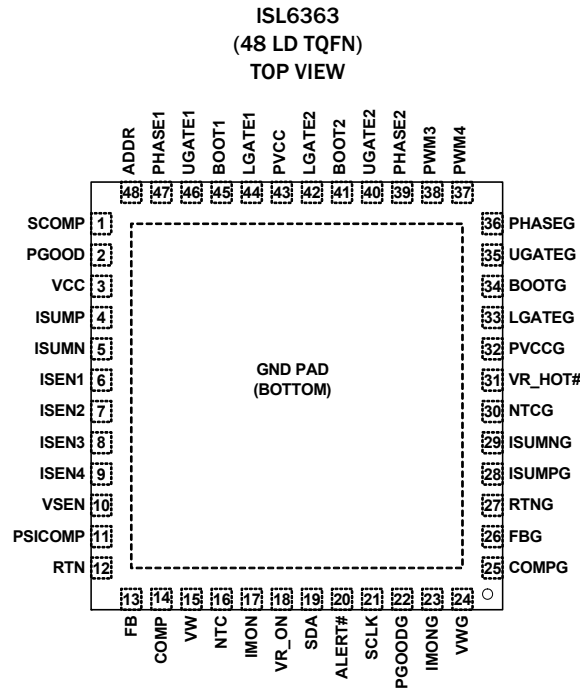 ISL6363
(48 LD TQFN)
TOP VIEW
ADDR
PHASE1
UGATE1
BOOT1
LGATE1
PVCC
LGATE2
BOOT2
UGATE2
PHASE2
PWM3
PWM4
48 47 46 45 44 43 42 41 40 39 38 37
SCOMP 1
PGOOD 2
VCC 3
ISUMP 4
ISUMN 5
ISEN1 6
ISEN2 7
ISEN3 8
ISEN4 9
VSEN 10
PSICOMP 11
RTN 12
GND PAD
(BOTTOM)
36 PHASEG
35 UGATEG
34 BOOTG
33 LGATEG
32 PVCCG
31 VR_HOT#
30 NTCG
29 ISUMNG
28 ISUMPG
27 RTNG
26 FBG
25 COMPG
13 14 15 16 17 18 19 20 21 22 23 24
FB
COMP
VW
NTC
IMON
VR_ON
SDA
ALERT#
SCLK
PGOODG
IMONG
VWG